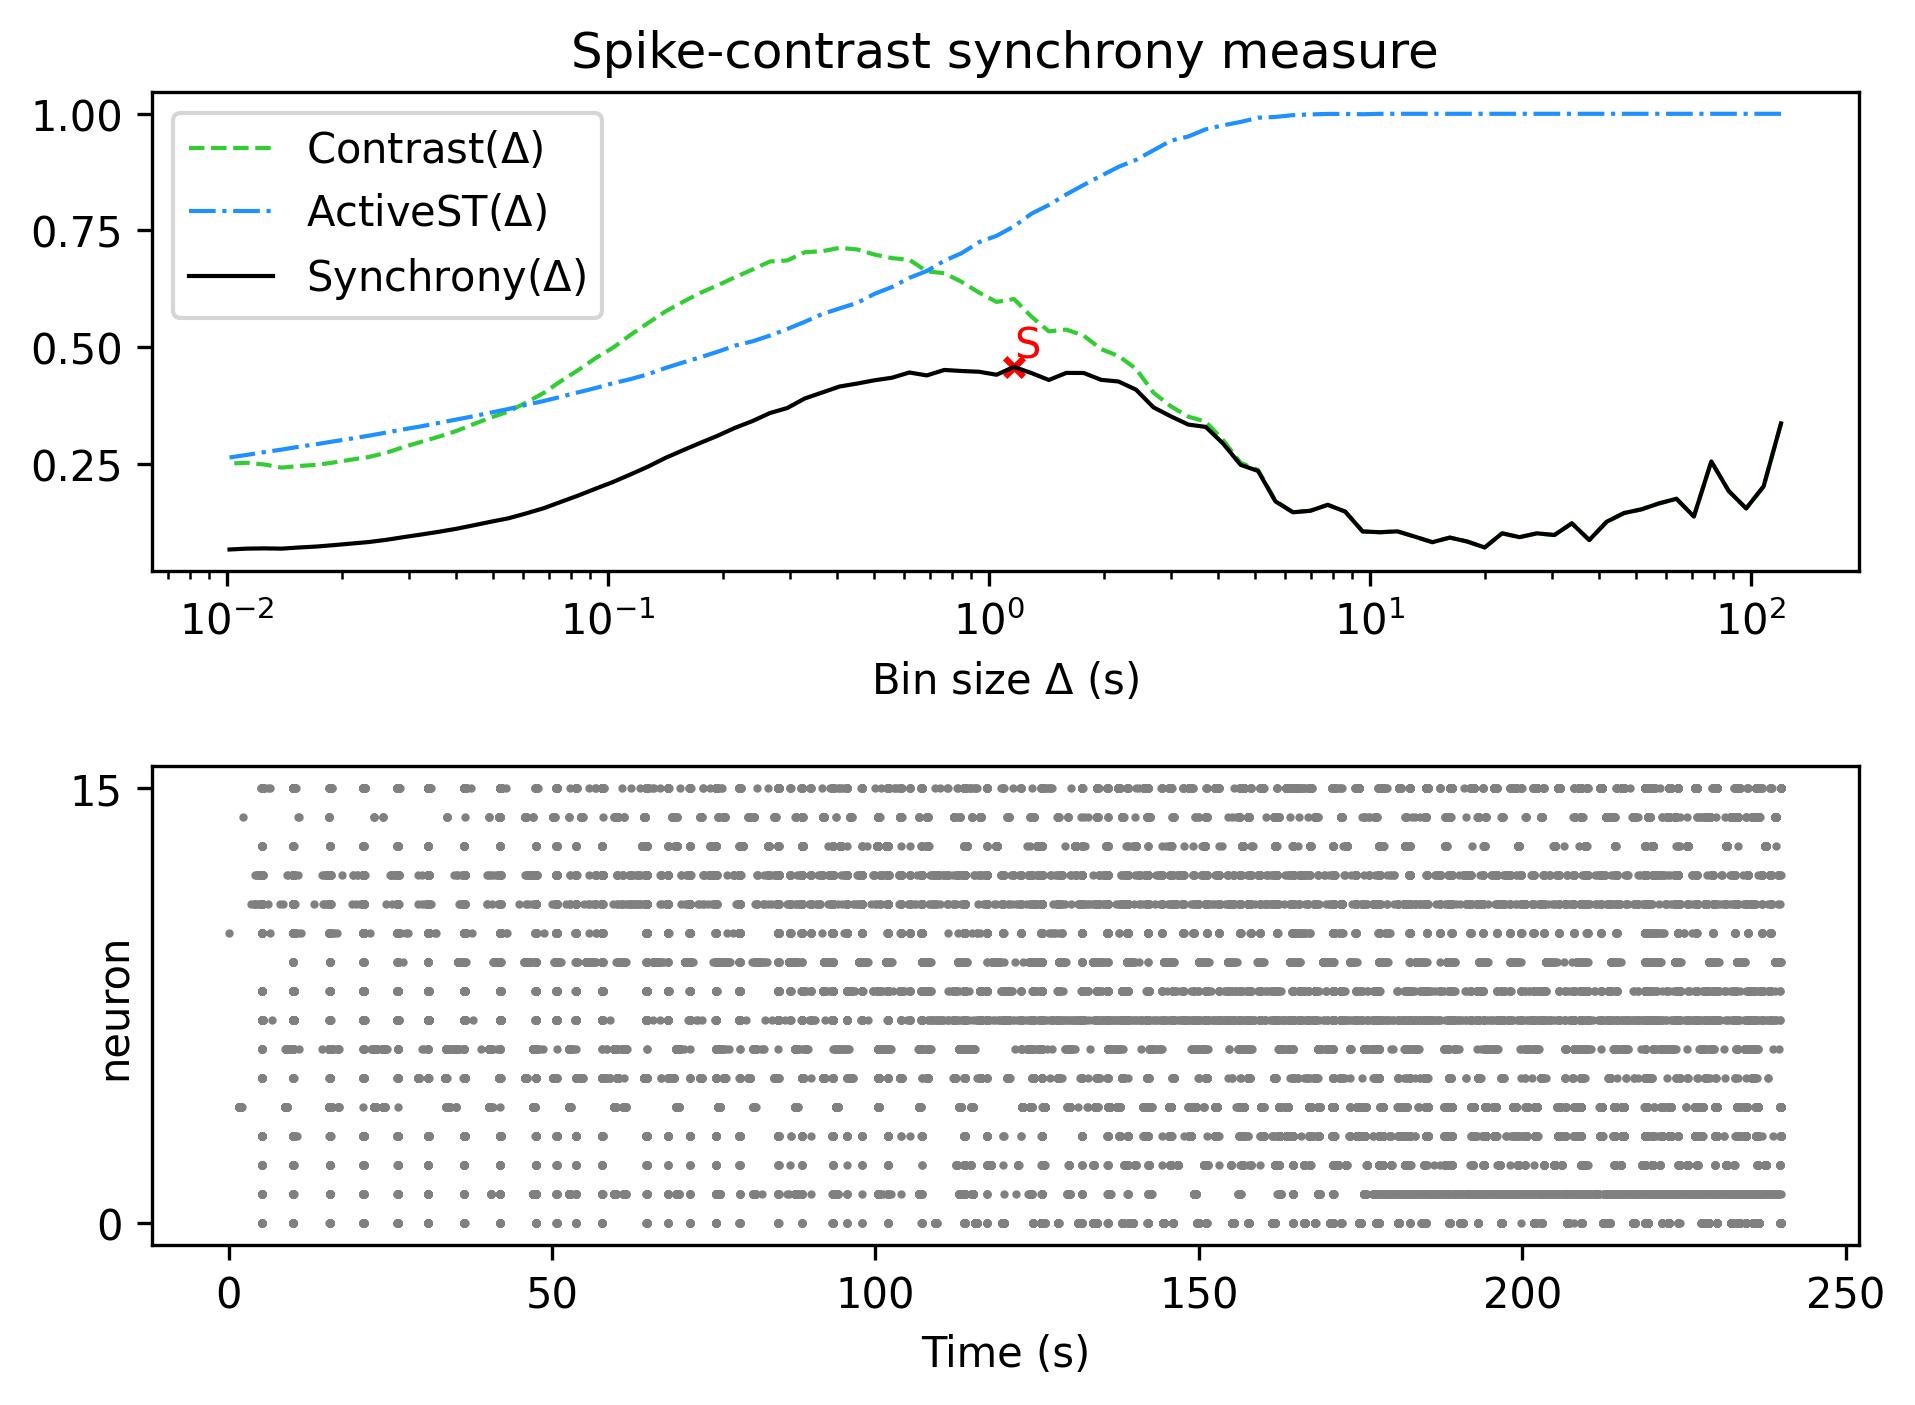 Spike-contrast synchrony measure
1.00
0.75
0.50
0.25
Contrast(Δ)
ActiveST(Δ)
Synchrony(Δ)
S
10⁻² 10⁻¹ 10⁰ 10¹ 10²
Bin size Δ (s)
15
0
neuron
0 50 100 150 200 250
Time (s)